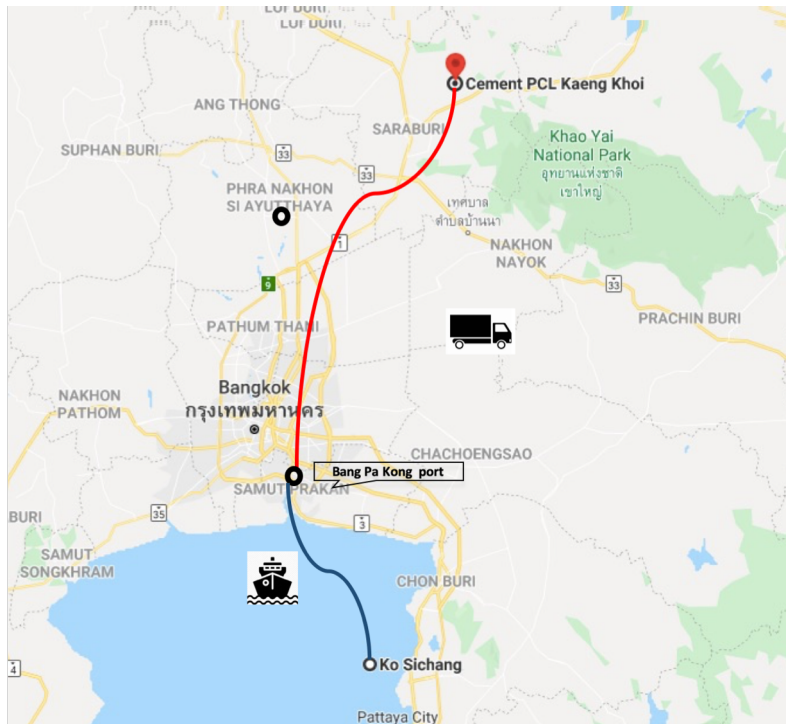 LOP BURI
LOP BURI
Cement PCL Kaeng Khoi
ANG THONG
SARABURI
SUPHAN BURI
33
33
Khao Yai
National Park
อุทยานแห่งชาติ
เขาใหญ่
PHRA NAKHON
SI AYUTTHAYA
เทศบาล
ตำบลบ้านนา
1
NAKHON
NAYOK
9
33
PATHUM THANI
PRACHIN BURI
Bangkok
กรุงเทพมหานคร
NAKHON
PATHOM
CHACHOENGSAO
Bang Pa Kong port
SAMUT PRAKAN
BURI
35
3
SAMUT
SONGKHRAM
CHON BURI
Ko Sichang
4
Pattaya City